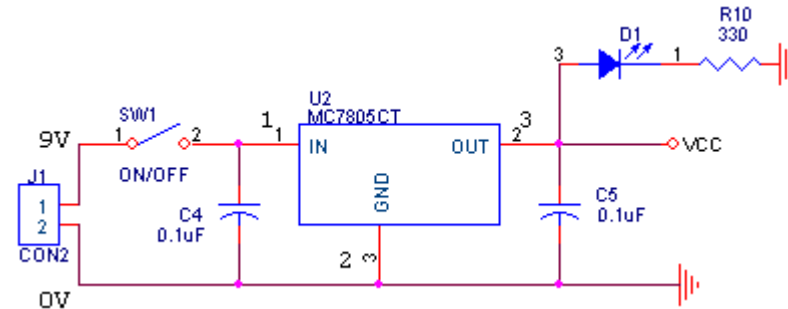 R10
330
D1
3
1
U2
MC7805CT
SW1
1
2
1
1
IN
OUT
3
2
VCC
9V
ON/OFF
J1
1
2
CON2
C4
0.1uF
GND
C5
0.1uF
2
3
0V